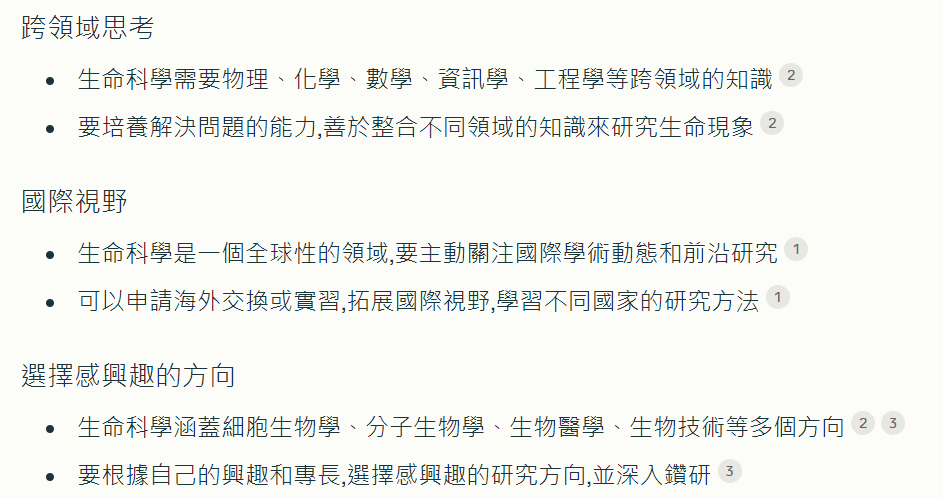 跨領域思考
• 生命科學需要物理、化學、數學、資訊學、工程學等跨領域的知識 2
• 要培養解決問題的能力,善於整合不同領域的知識來研究生命現象 2
國際視野
• 生命科學是一個全球性的領域,要主動關注國際學術動態和前沿研究 1
• 可以申請海外交換或實習,拓展國際視野,學習不同國家的研究方法 1
選擇感興趣的方向
• 生命科學涵蓋細胞生物學、分子生物學、生物醫學、生物技術等多個方向 2 3
• 要根據自己的興趣和專長,選擇感興趣的研究方向,並深入鑽研 3